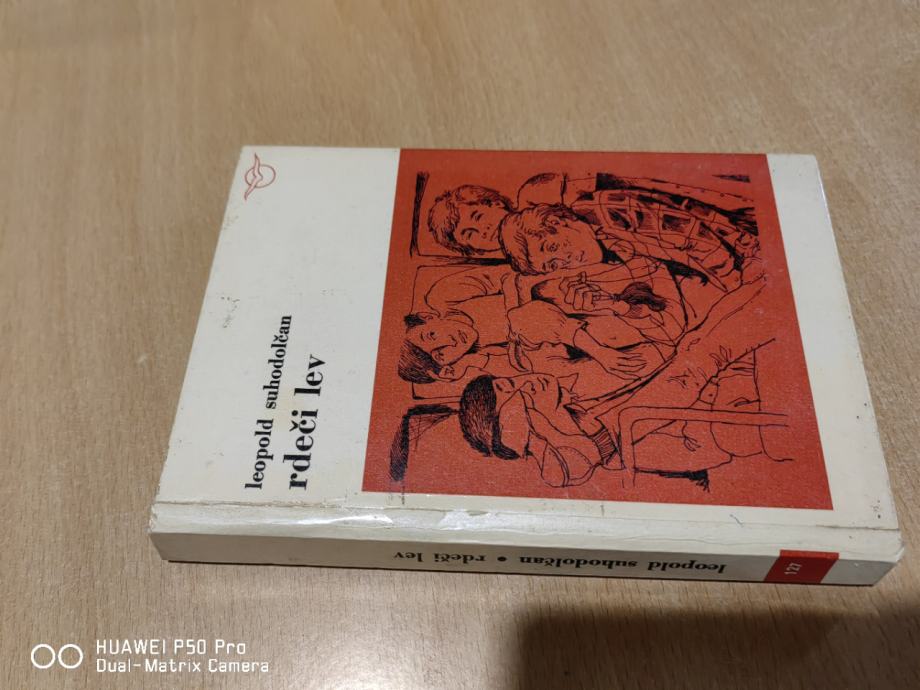 leopold suhodolčan
rdeči lev
leopold suhodolčan • rdeči lev
127
HUAWEI P50 Pro
Dual-Matrix Camera